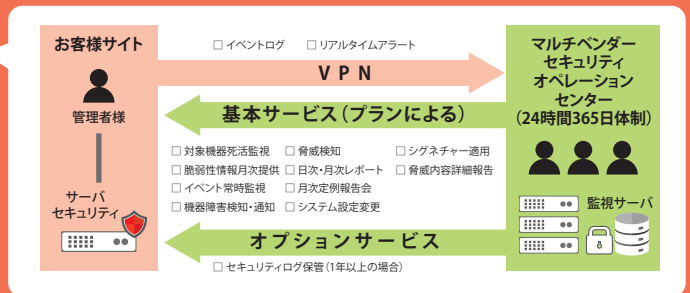 お客様サイト
管理者様
サーバ
セキュリティ
□ イベントログ □ リアルタイムアラート
VPN
基本サービス（プランによる）
□ 対象機器死活監視 □ 脅威検知 □ シグネチャー適用
□ 脆弱性情報月次提供 □ 日次・月次レポート □ 脅威内容詳細報告
□ イベント常時監視 □ 月次定例報告会
□ 機器障害検知・通知 □ システム設定変更
オプションサービス
□ セキュリティログ保管（1年以上の場合）
マルチベンダー
セキュリティ
オペレーション
センター
（24時間365日体制）
監視サーバ